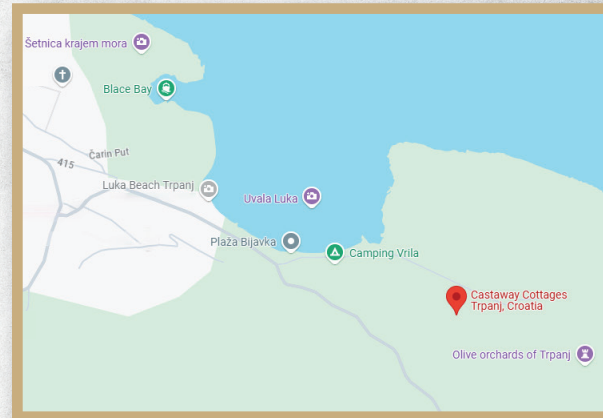 Šetnica krajem mora
Blace Bay
Čarin Put
415
Luka Beach Trpanj
Uvala Luka
Plaža Bijavka
Camping Vrila
Castaway Cottages
Trpanj, Croatia
Olive orchards of Trpanj